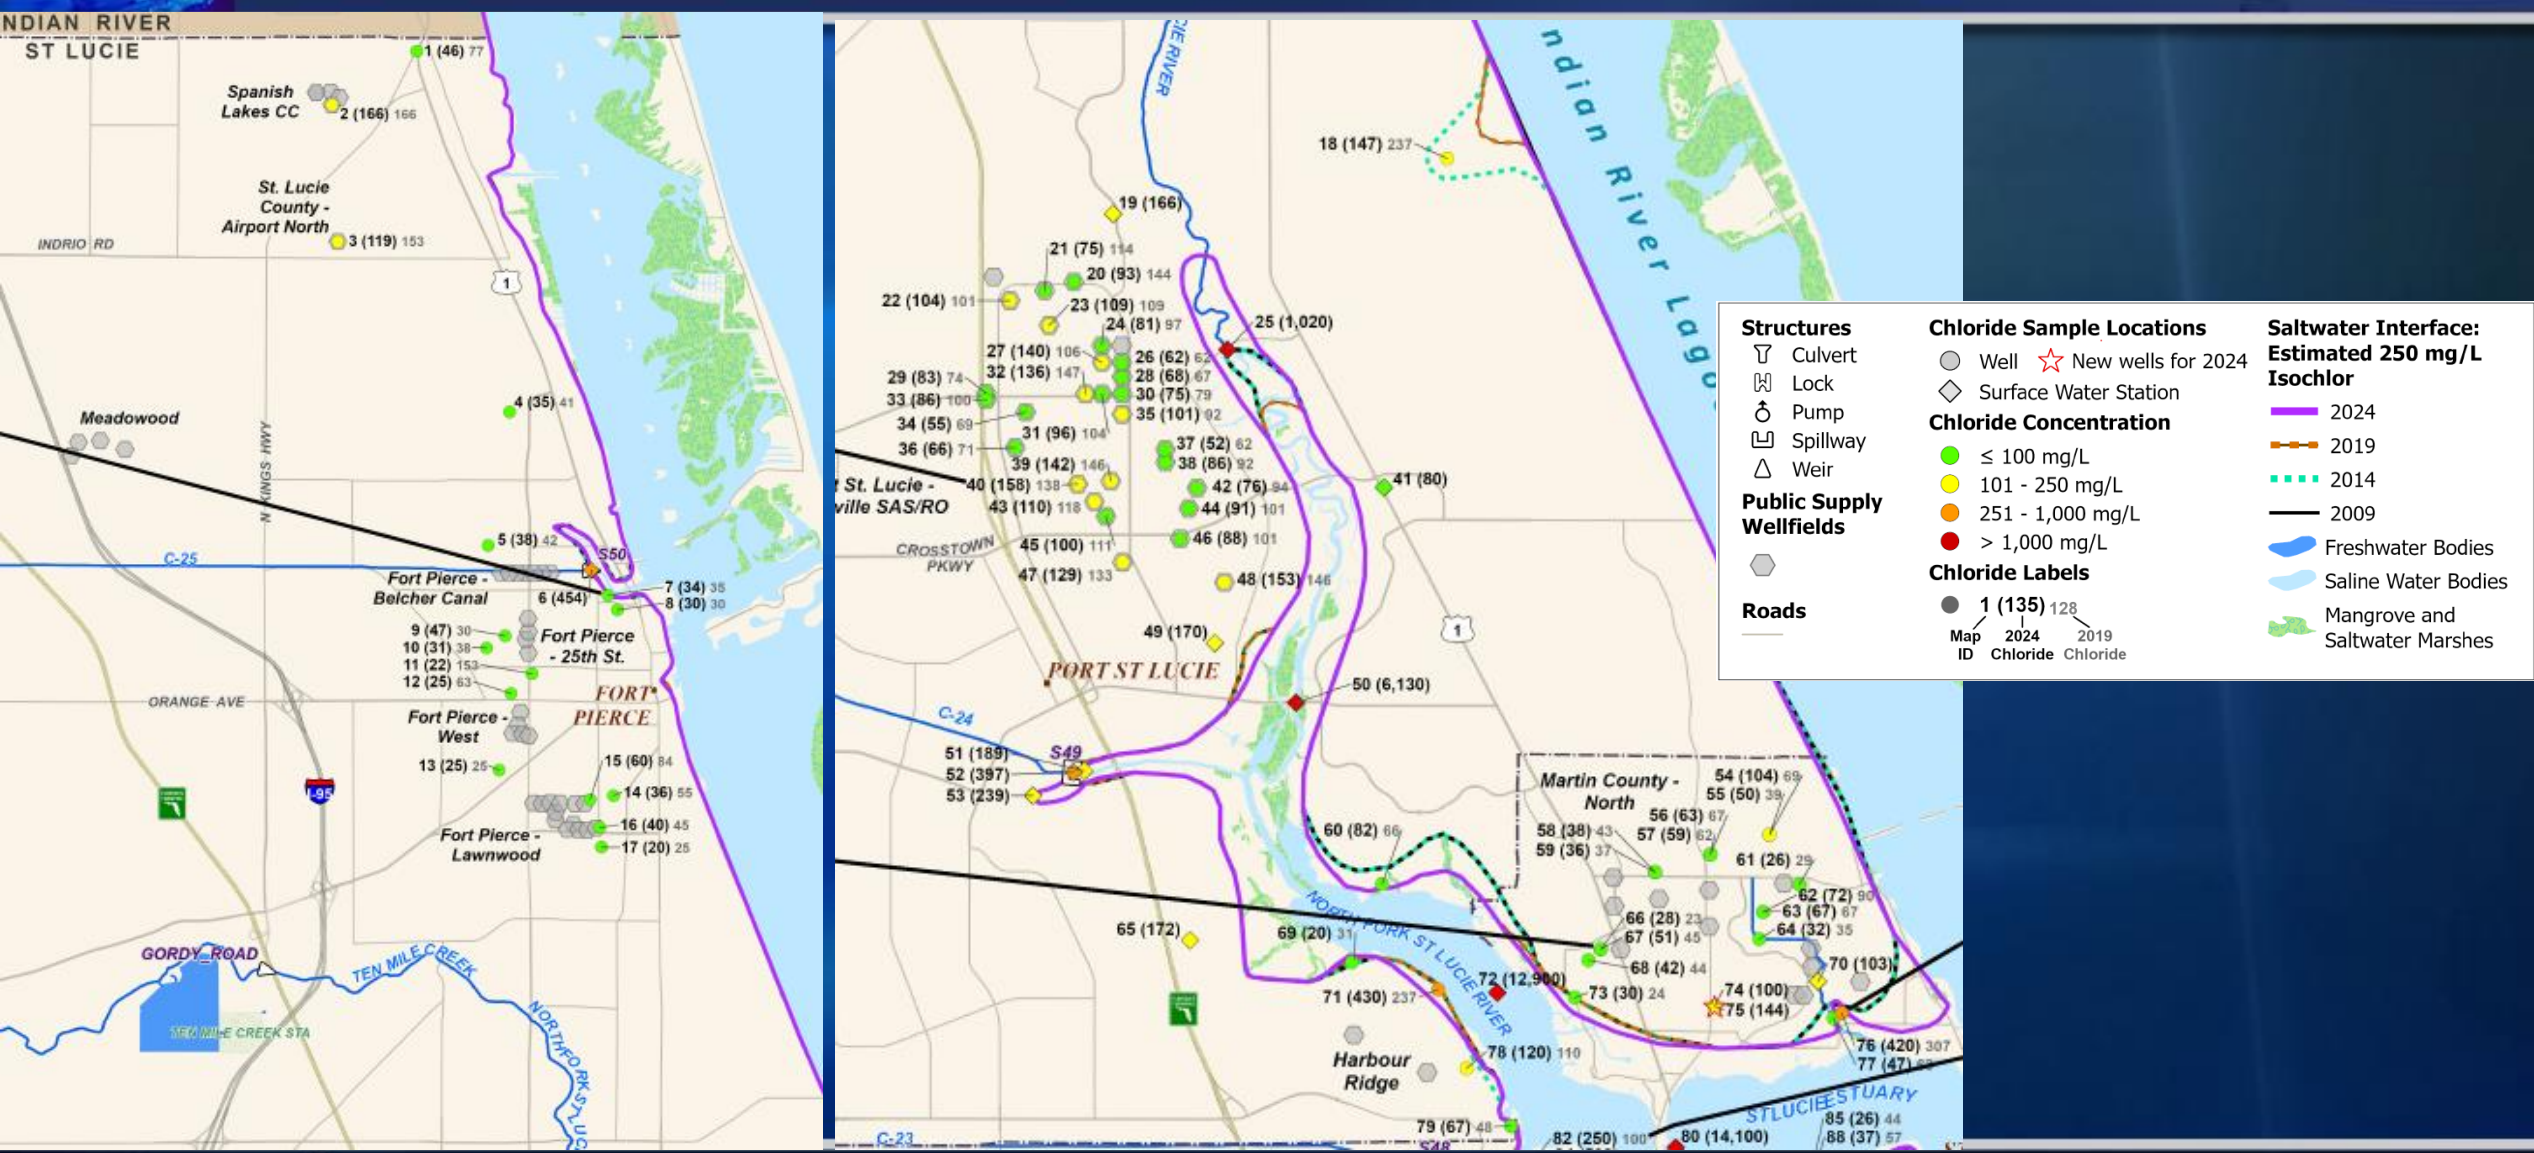 NDIAN RIVER
ST LUCIE
1 (46) 77
Spanish
Lakes CC
2 (166) 166
St. Lucie
County -
Airport North
3 (119) 153
INDRIO RD
1
4 (35) 41
Meadowood
N KINGS HWY
5 (38) 42
S50
C-25
Fort Pierce -
Belcher Canal
6 (454)
7 (34) 35
8 (30) 30
9 (47) 30
10 (31) 38
11 (22) 153
12 (25) 63
Fort Pierce
- 25th St.
ORANGE AVE
FORT
PIERCE
Fort Pierce -
West
13 (25) 25
15 (60) 84
14 (36) 55
I-95
16 (40) 45
Fort Pierce -
Lawnwood
17 (20) 25
GORDY_ROAD
TEN MILE CREEK
TEN MILE CREEK STA
NORTH FORK ST LUC
CIE RIVER
ndian River Lago
18 (147) 237
19 (166)
21 (75) 114
20 (93) 144
22 (104) 101
23 (109) 109
24 (81) 97
25 (1,020)
27 (140) 106
26 (62) 62
32 (136) 147
28 (68) 67
29 (83) 74
30 (75) 79
33 (86) 100
35 (101) 92
34 (55) 69
31 (96) 104
36 (66) 71
37 (52) 62
38 (86) 92
39 (142) 146
40 (158) 138
St. Lucie -
ville SAS/RO
42 (76) 94
41 (80)
43 (110) 118
44 (91) 101
45 (100) 111
46 (88) 101
CROSSTOWN
PKWY
47 (129) 133
48 (153) 146
49 (170)
1
PORT ST LUCIE
50 (6,130)
C-24
51 (189)
S49
52 (397)
53 (239)
Martin County -
North
54 (104) 69
55 (50) 39
56 (63) 67
57 (59) 62
58 (38) 43
59 (36) 37
60 (82) 66
61 (26) 29
62 (72) 90
63 (67) 67
64 (32) 35
65 (172)
66 (28) 23
67 (51) 45
68 (42) 44
69 (20) 31
NORTH FORK ST LUCIE RIVER
70 (103)
71 (430) 237
72 (12,900)
73 (30) 24
74 (100)
75 (144)
76 (420) 307
77 (47)
78 (120) 110
Harbour
Ridge
ST LUCIE ESTUARY
79 (67) 48
C-23
S48
82 (250) 100
80 (14,100)
85 (26) 44
88 (37) 57
Structures
Culvert
Lock
Pump
Spillway
Weir
Public Supply
Wellfields
Roads
Chloride Sample Locations
Well
New wells for 2024
Surface Water Station
Chloride Concentration
≤ 100 mg/L
101 - 250 mg/L
251 - 1,000 mg/L
> 1,000 mg/L
Chloride Labels
1 (135) 128
Map 2024 2019
ID Chloride Chloride
Saltwater Interface:
Estimated 250 mg/L
Isochlor
2024
2019
2014
2009
Freshwater Bodies
Saline Water Bodies
Mangrove and
Saltwater Marshes